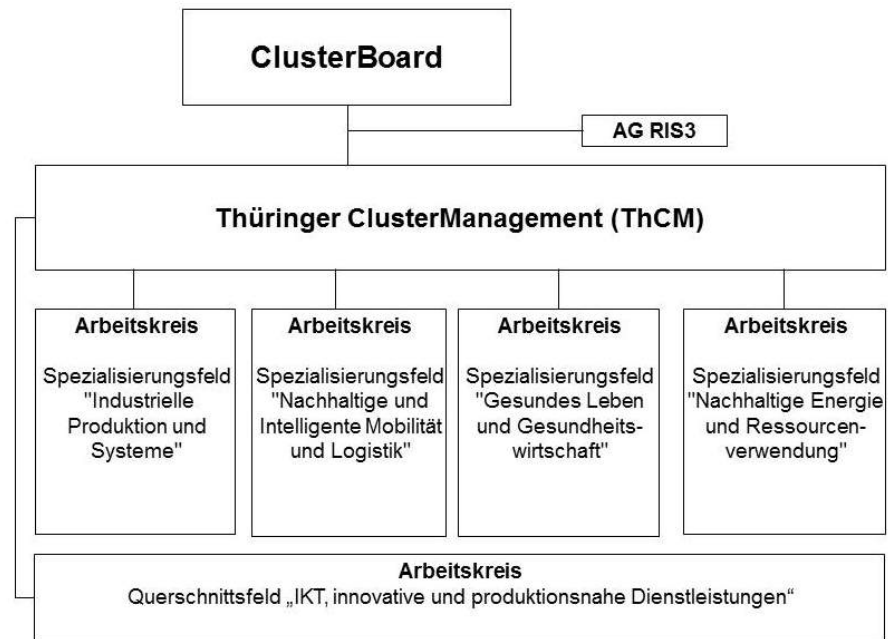 ClusterBoard
AG RIS3
Thüringer ClusterManagement (ThCM)
Arbeitskreis
Spezialisierungsfeld
"Industrielle
Produktion und
Systeme"
Arbeitskreis
Spezialisierungsfeld
"Nachhaltige und
Intelligente Mobilität
und Logistik"
Arbeitskreis
Spezialisierungsfeld
"Gesundes Leben
und Gesundheits-
wirtschaft"
Arbeitskreis
Spezialisierungsfeld
"Nachhaltige Energie
und Ressourcen-
verwendung"
Arbeitskreis
Querschnittsfeld „IKT, innovative und produktionsnahe Dienstleistungen“